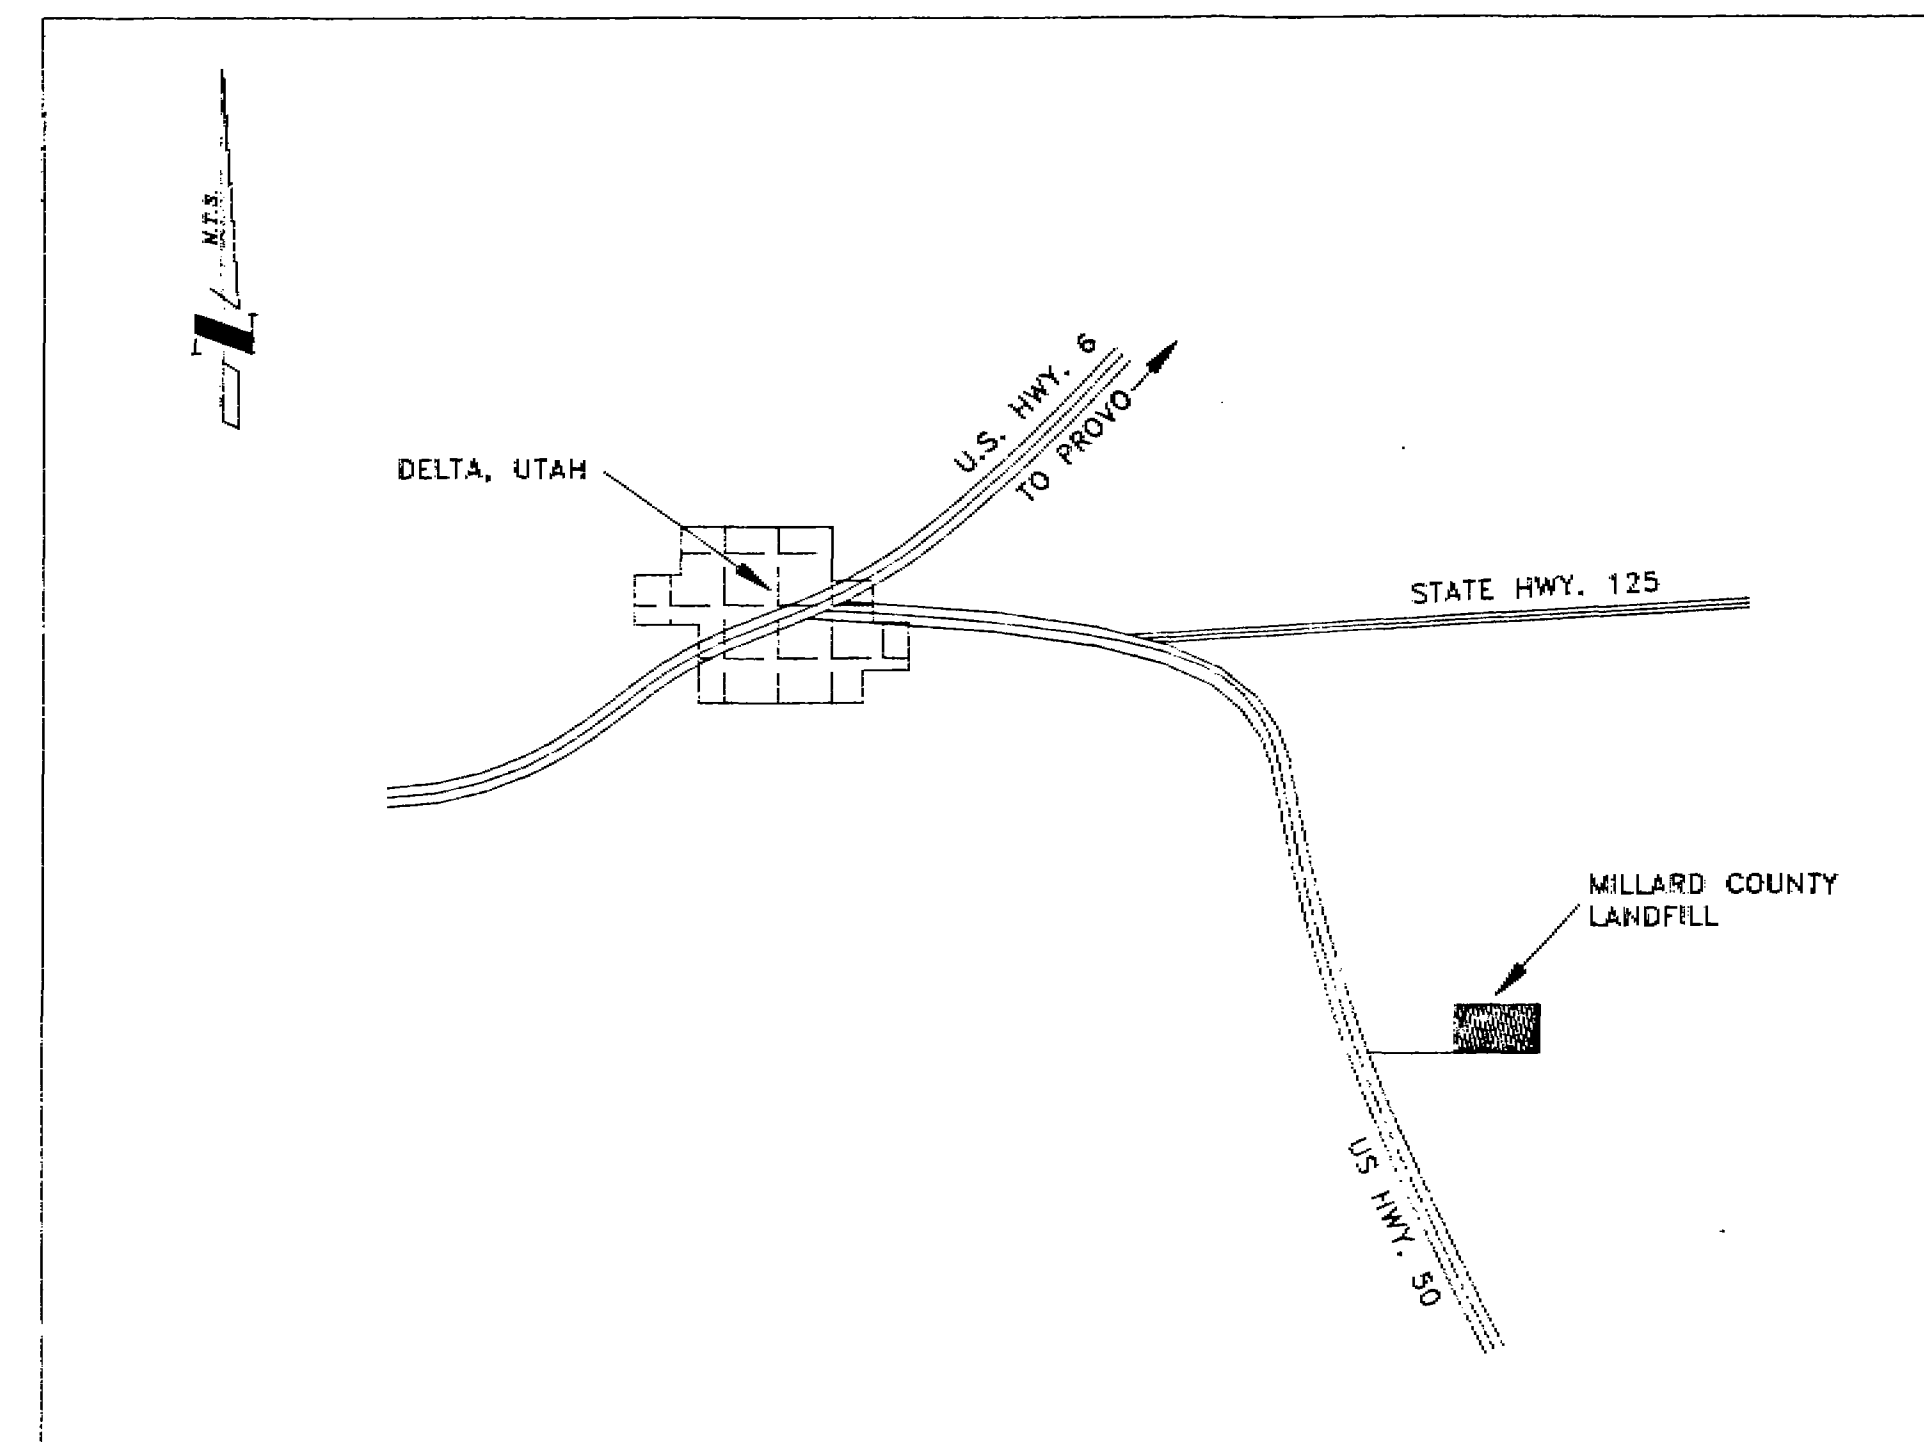 N.T.S.
U.S. HWY. 6
TO PROVO
DELTA, UTAH
STATE HWY. 125
MILLARD COUNTY
LANDFILL
US HWY. 50